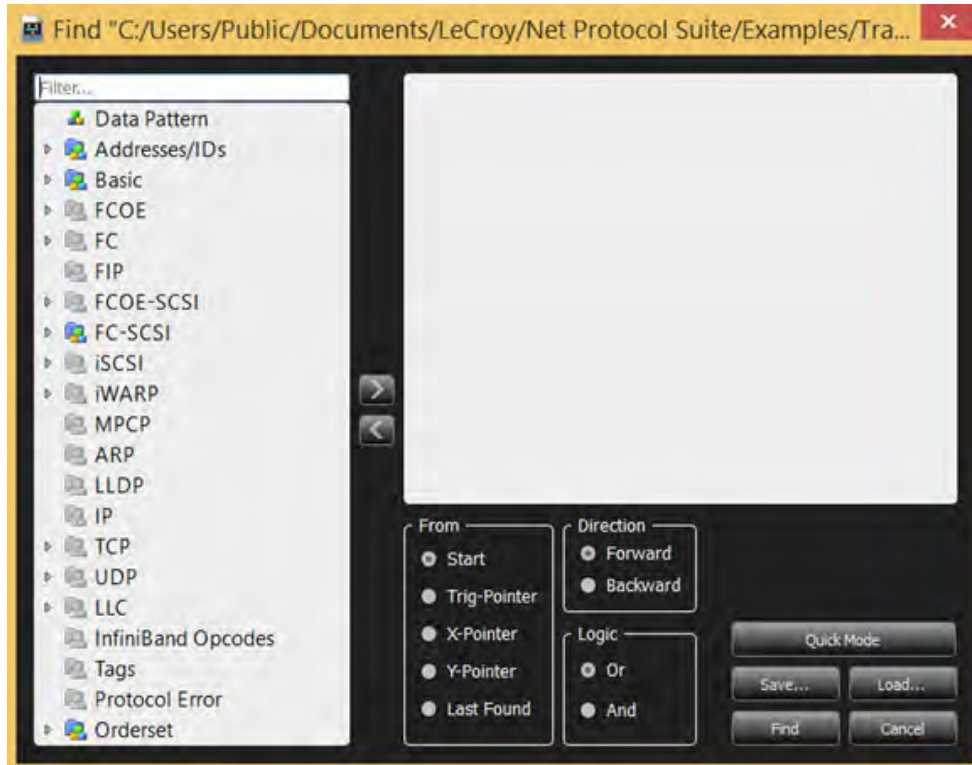 Find "C:/Users/Public/Documents/LeCroy/Net Protocol Suite/Examples/Tra...
Filter...
Data Pattern
Addresses/IDs
Basic
FCOE
FC
FIP
FCOE-SCSI
FC-SCSI
iSCSI
iWARP
MPCP
ARP
LLDP
IP
TCP
UDP
LLC
InfiniBand Opcodes
Tags
Protocol Error
Orderset
From
Start
Trig-Pointer
X-Pointer
Y-Pointer
Last Found
Direction
Forward
Backward
Logic
Or
And
Quick Mode
Save...
Load...
Find
Cancel